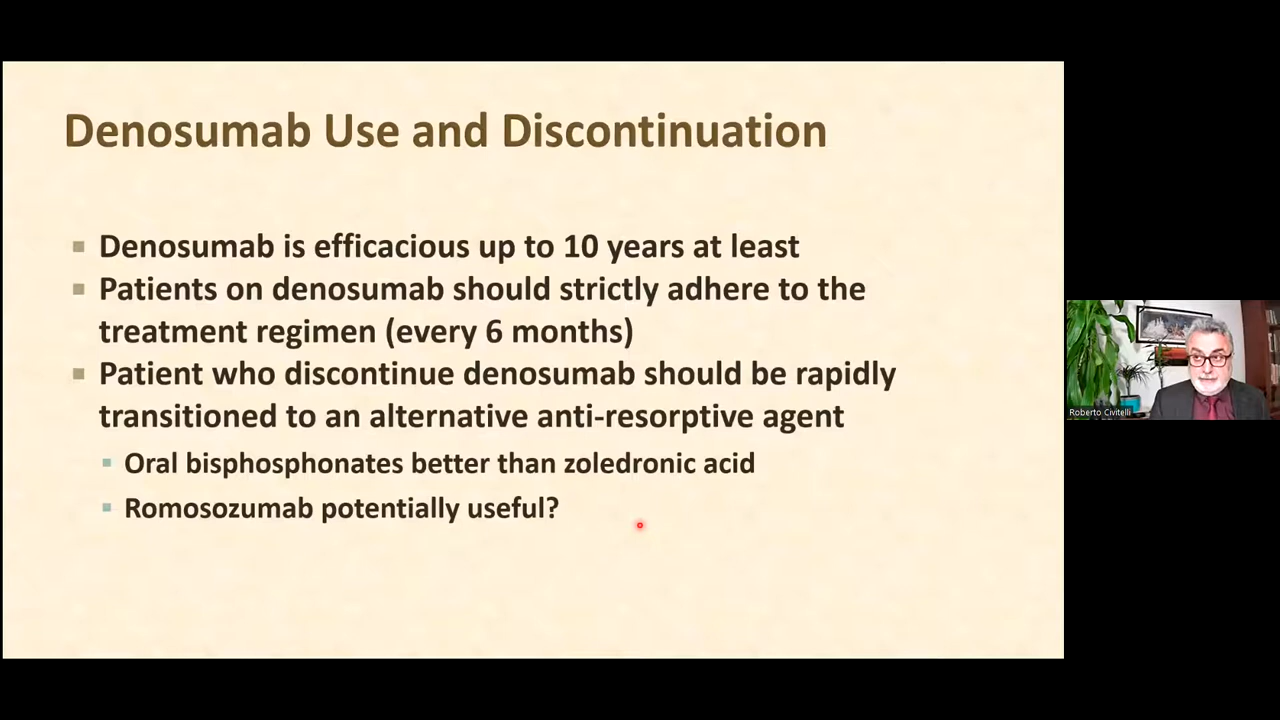 Denosumab Use and Discontinuation
Denosumab is efficacious up to 10 years at least
Patients on denosumab should strictly adhere to the
treatment regimen (every 6 months)
Patient who discontinue denosumab should be rapidly
transitioned to an alternative anti-resorptive agent
Oral bisphosphonates better than zoledronic acid
Romosozumab potentially useful?
Roberto Civitelli